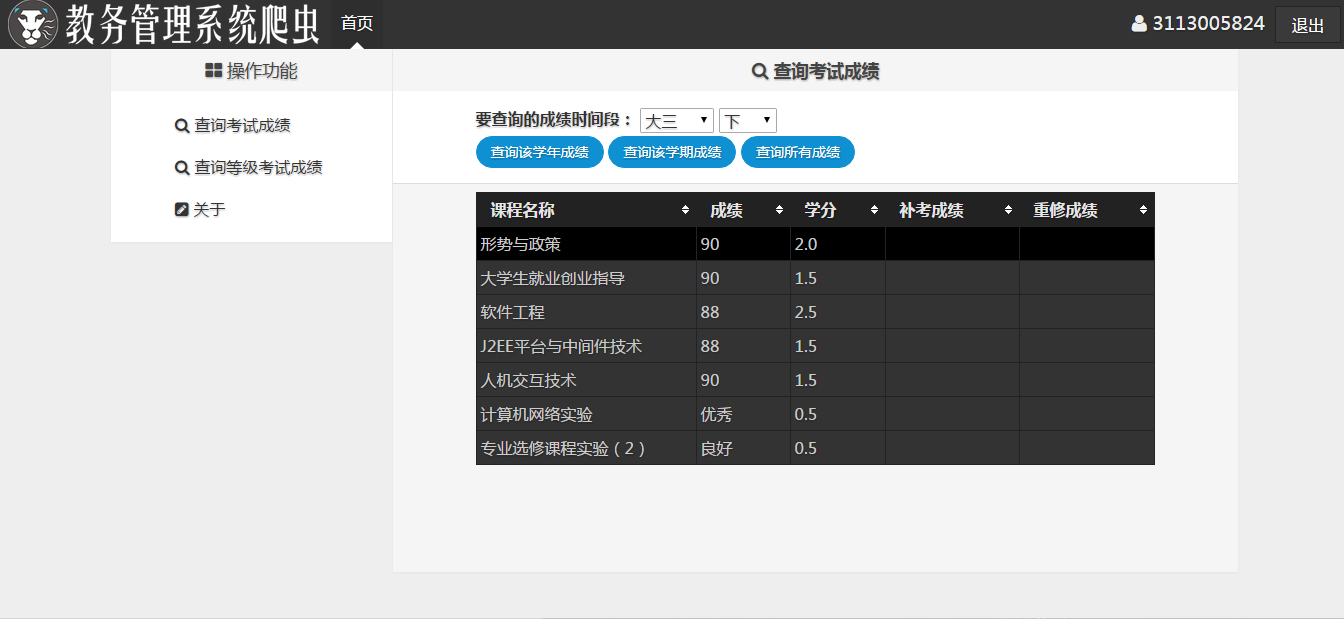 教务管理系统爬虫 首页 3113005824 退出
操作功能
查询考试成绩
查询等级考试成绩
关于
查询考试成绩
要查询的成绩时间段： 大三 下
查询该学年成绩 查询该学期成绩 查询所有成绩
课程名称 成绩 学分 补考成绩 重修成绩
形势与政策 90 2.0
大学生就业创业指导 90 1.5
软件工程 88 2.5
J2EE平台与中间件技术 88 1.5
人机交互技术 90 1.5
计算机网络实验 优秀 0.5
专业选修课程实验（2） 良好 0.5